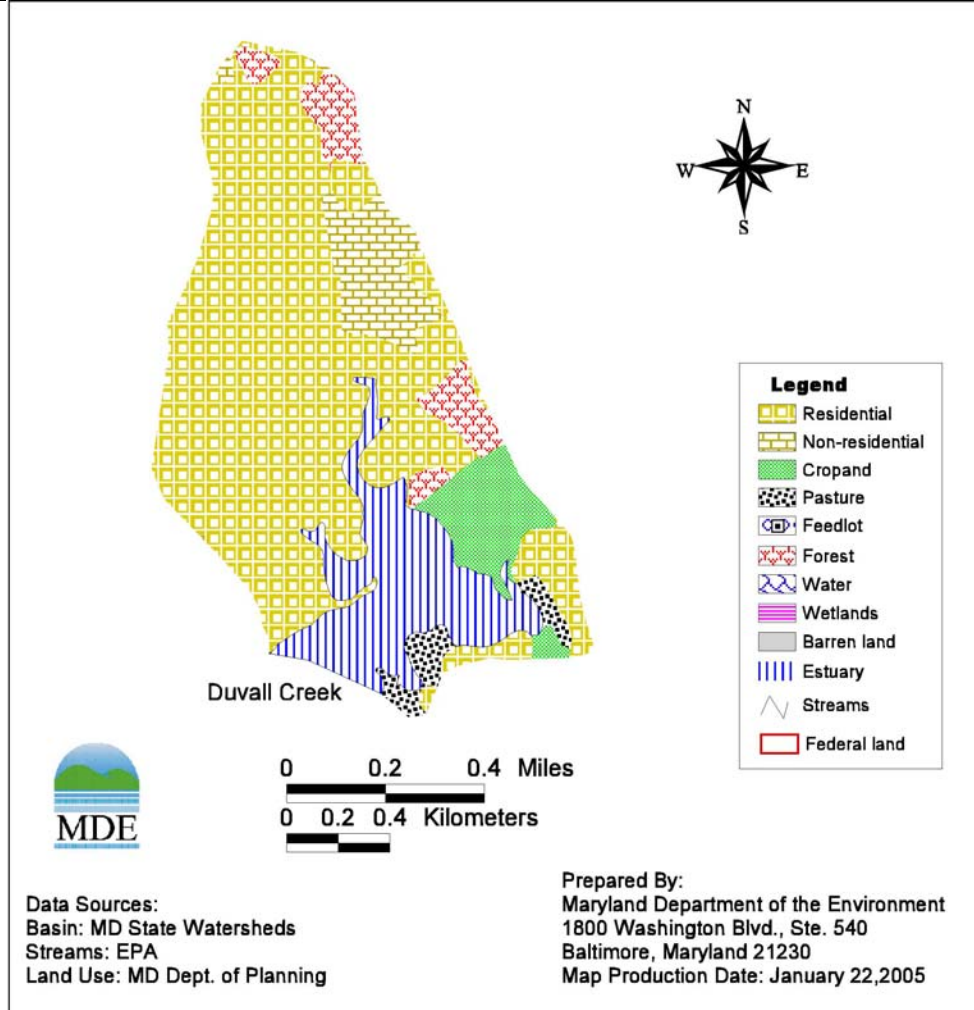 N
W E
S
Legend
Residential
Non-residential
Cropand
Pasture
Feedlot
Forest
Water
Wetlands
Barren land
Estuary
Streams
Federal land
Duvall Creek
0 0.2 0.4 Miles
0 0.2 0.4 Kilometers
MDE
Data Sources:
Basin: MD State Watersheds
Streams: EPA
Land Use: MD Dept. of Planning
Prepared By:
Maryland Department of the Environment
1800 Washington Blvd., Ste. 540
Baltimore, Maryland 21230
Map Production Date: January 22,2005